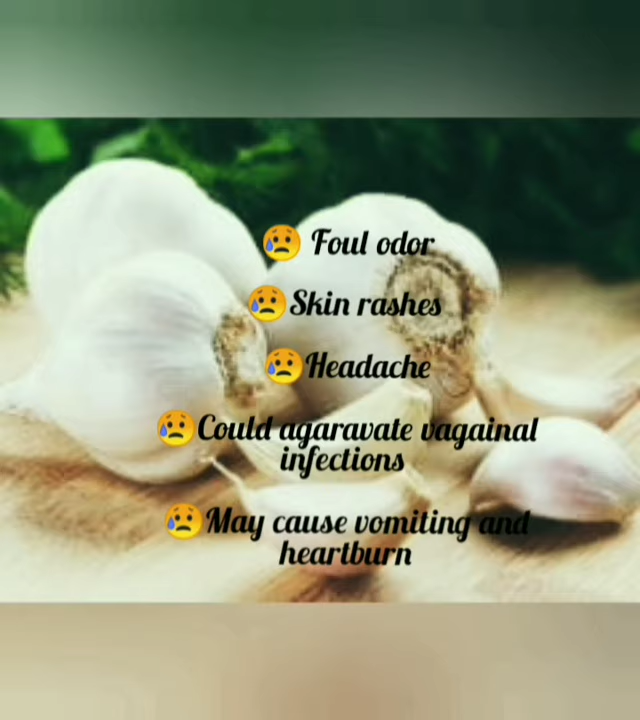 😥 Foul odor
😥Skin rashes
😥Headache
😥Could agaravate vagainal
infections
😥May cause vomiting and
heartburn